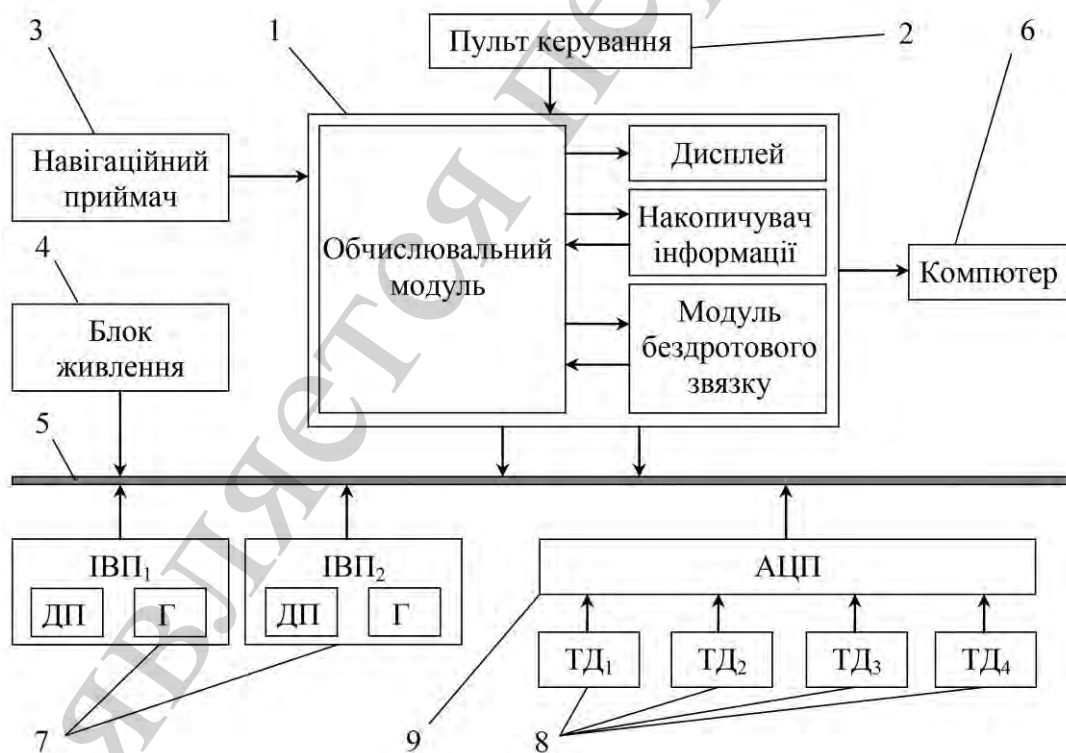 3
1
Пульт керування
2
6
Навігаційний
приймач
Обчислювальний
модуль
Дисплей
Накопичувач
інформації
Модуль
бездротового
звязку
Компютер
4
Блок
живлення
5
ІВП₁
ДП
Г
ІВП₂
ДП
Г
АЦП
ТД₁
ТД₂
ТД₃
ТД₄
7
9
8